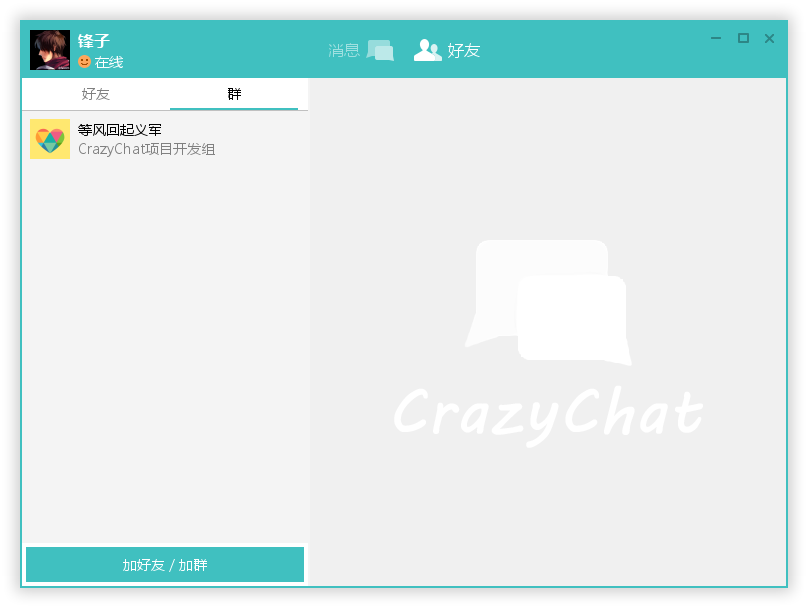 锋子
在线
消息
好友
好友
群
等风回起义军
CrazyChat项目开发组
CrazyChat
加好友 / 加群